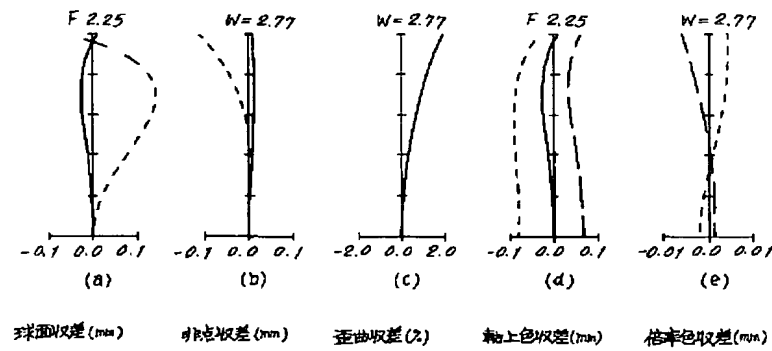 F 2.25 W = 2.77 W = 2.77 F 2.25 W = 2.77
-0.1 0.0 0.1 -0.1 0.0 0.1 -2.0 0.0 2.0 -0.1 0.0 0.1 -0.01 0.0 0.01
(a) (b) (c) (d) (e)
球面収差(mm) 非点収差(mm) 歪曲収差(%) 軸上色収差(mm) 倍率色収差(mm)